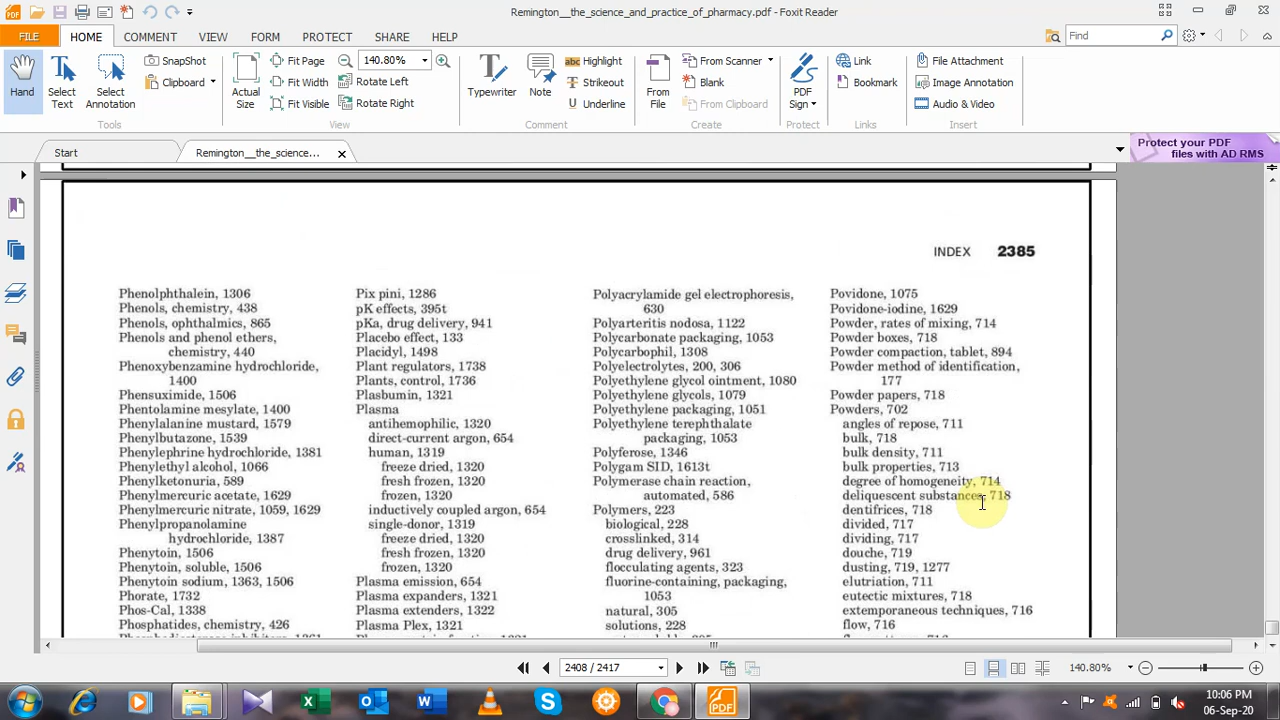 Remington__the_science_and_practice_of_pharmacy.pdf - Foxit Reader
FILE HOME COMMENT VIEW FORM PROTECT SHARE HELP
Find
Hand
Select Text
Select Annotation
SnapShot
Clipboard
Tools
Actual Size
Fit Page
Fit Width
Fit Visible
140.80%
Rotate Left
Rotate Right
View
Typewriter
Note
Highlight
Strikeout
Underline
Comment
From File
From Scanner
Blank
From Clipboard
Create
PDF Sign
Protect
Link
Bookmark
Links
File Attachment
Image Annotation
Audio & Video
Insert
Start
Remington__the_science...
Protect your PDF
files with AD RMS
INDEX 2385
Phenolphthalein, 1306
Phenols, chemistry, 438
Phenols, ophthalmics, 865
Phenols and phenol ethers,
chemistry, 440
Phenoxybenzamine hydrochloride,
1400
Phensuximide, 1506
Phentolamine mesylate, 1400
Phenylalanine mustard, 1579
Phenylbutazone, 1539
Phenylephrine hydrochloride, 1381
Phenylethyl alcohol, 1066
Phenylketonuria, 589
Phenylmercuric acetate, 1629
Phenylmercuric nitrate, 1059, 1629
Phenylpropanolamine
hydrochloride, 1387
Phenytoin, 1506
Phenytoin, soluble, 1506
Phenytoin sodium, 1363, 1506
Phorate, 1732
Phos-Cal, 1338
Phosphatides, chemistry, 426
Pix pini, 1286
pK effects, 395t
pKa, drug delivery, 941
Placebo effect, 133
Placidyl, 1498
Plant regulators, 1738
Plants, control, 1736
Plasbumin, 1321
Plasma
antihemophilic, 1320
direct-current argon, 654
human, 1319
freeze dried, 1320
fresh frozen, 1320
frozen, 1320
inductively coupled argon, 654
single-donor, 1319
freeze dried, 1320
fresh frozen, 1320
frozen, 1320
Plasma emission, 654
Plasma expanders, 1321
Plasma extenders, 1322
Plasma Plex, 1321
Polyacrylamide gel electrophoresis,
630
Polyarteritis nodosa, 1122
Polycarbonate packaging, 1053
Polycarbophil, 1308
Polyelectrolytes, 200, 306
Polyethylene glycol ointment, 1080
Polyethylene glycols, 1079
Polyethylene packaging, 1051
Polyethylene terephthalate
packaging, 1053
Polyferose, 1346
Polygam SID, 1613t
Polymerase chain reaction,
automated, 586
Polymers, 223
biological, 228
crosslinked, 314
drug delivery, 961
flocculating agents, 323
fluorine-containing, packaging,
1053
natural, 305
solutions, 228
Povidone, 1075
Povidone-iodine, 1629
Powder, rates of mixing, 714
Powder boxes, 718
Powder compaction, tablet, 894
Powder method of identification,
177
Powder papers, 718
Powders, 702
angles of repose, 711
bulk, 718
bulk density, 711
bulk properties, 713
degree of homogeneity, 714
deliquescent substances, 718
dentifrices, 718
divided, 717
dividing, 717
douche, 719
dusting, 719, 1277
elutriation, 711
eutectic mixtures, 718
extemporaneous techniques, 716
flow, 716
2408 / 2417
140.80%
10:06 PM
06-Sep-20